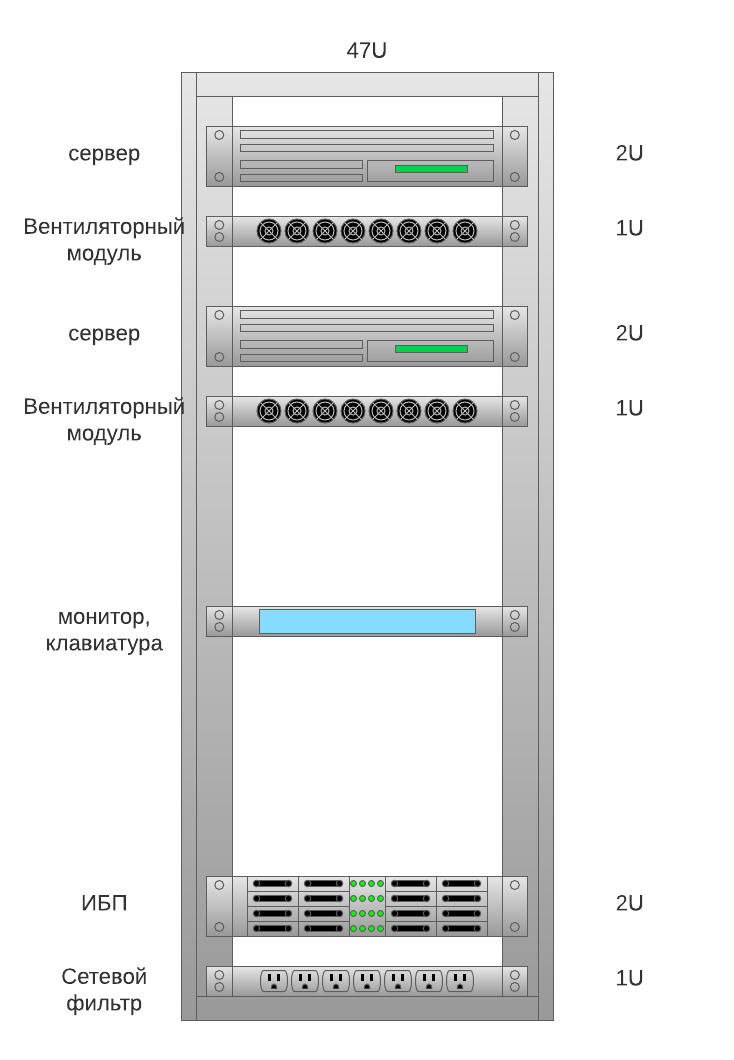 47U
сервер
2U
Вентиляторный
модуль
1U
сервер
2U
Вентиляторный
модуль
1U
монитор,
клавиатура
ИБП
2U
Сетевой
фильтр
1U